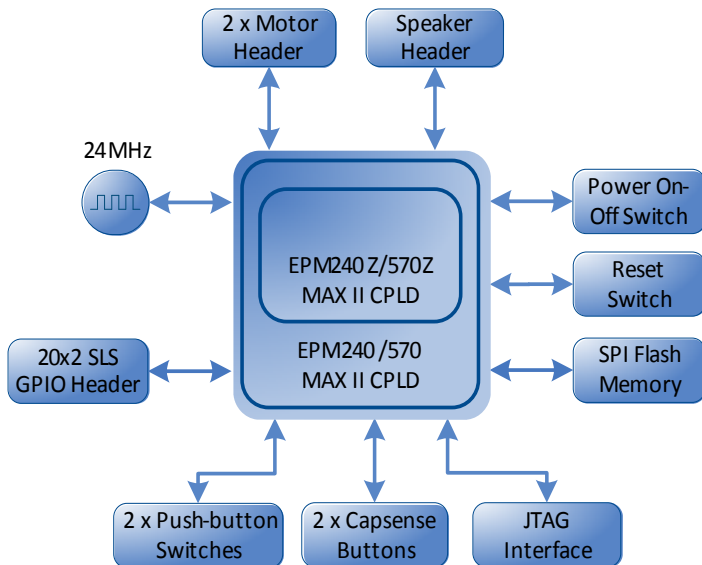 2 x Motor
Header
Speaker
Header
24MHz
Power On-
Off Switch
EPM240Z/570Z
MAX II CPLD
Reset
Switch
20x2 SLS
GPIO Header
EPM240/570
MAX II CPLD
SPI Flash
Memory
2 x Push-button
Switches
2 x Capsense
Buttons
JTAG
Interface